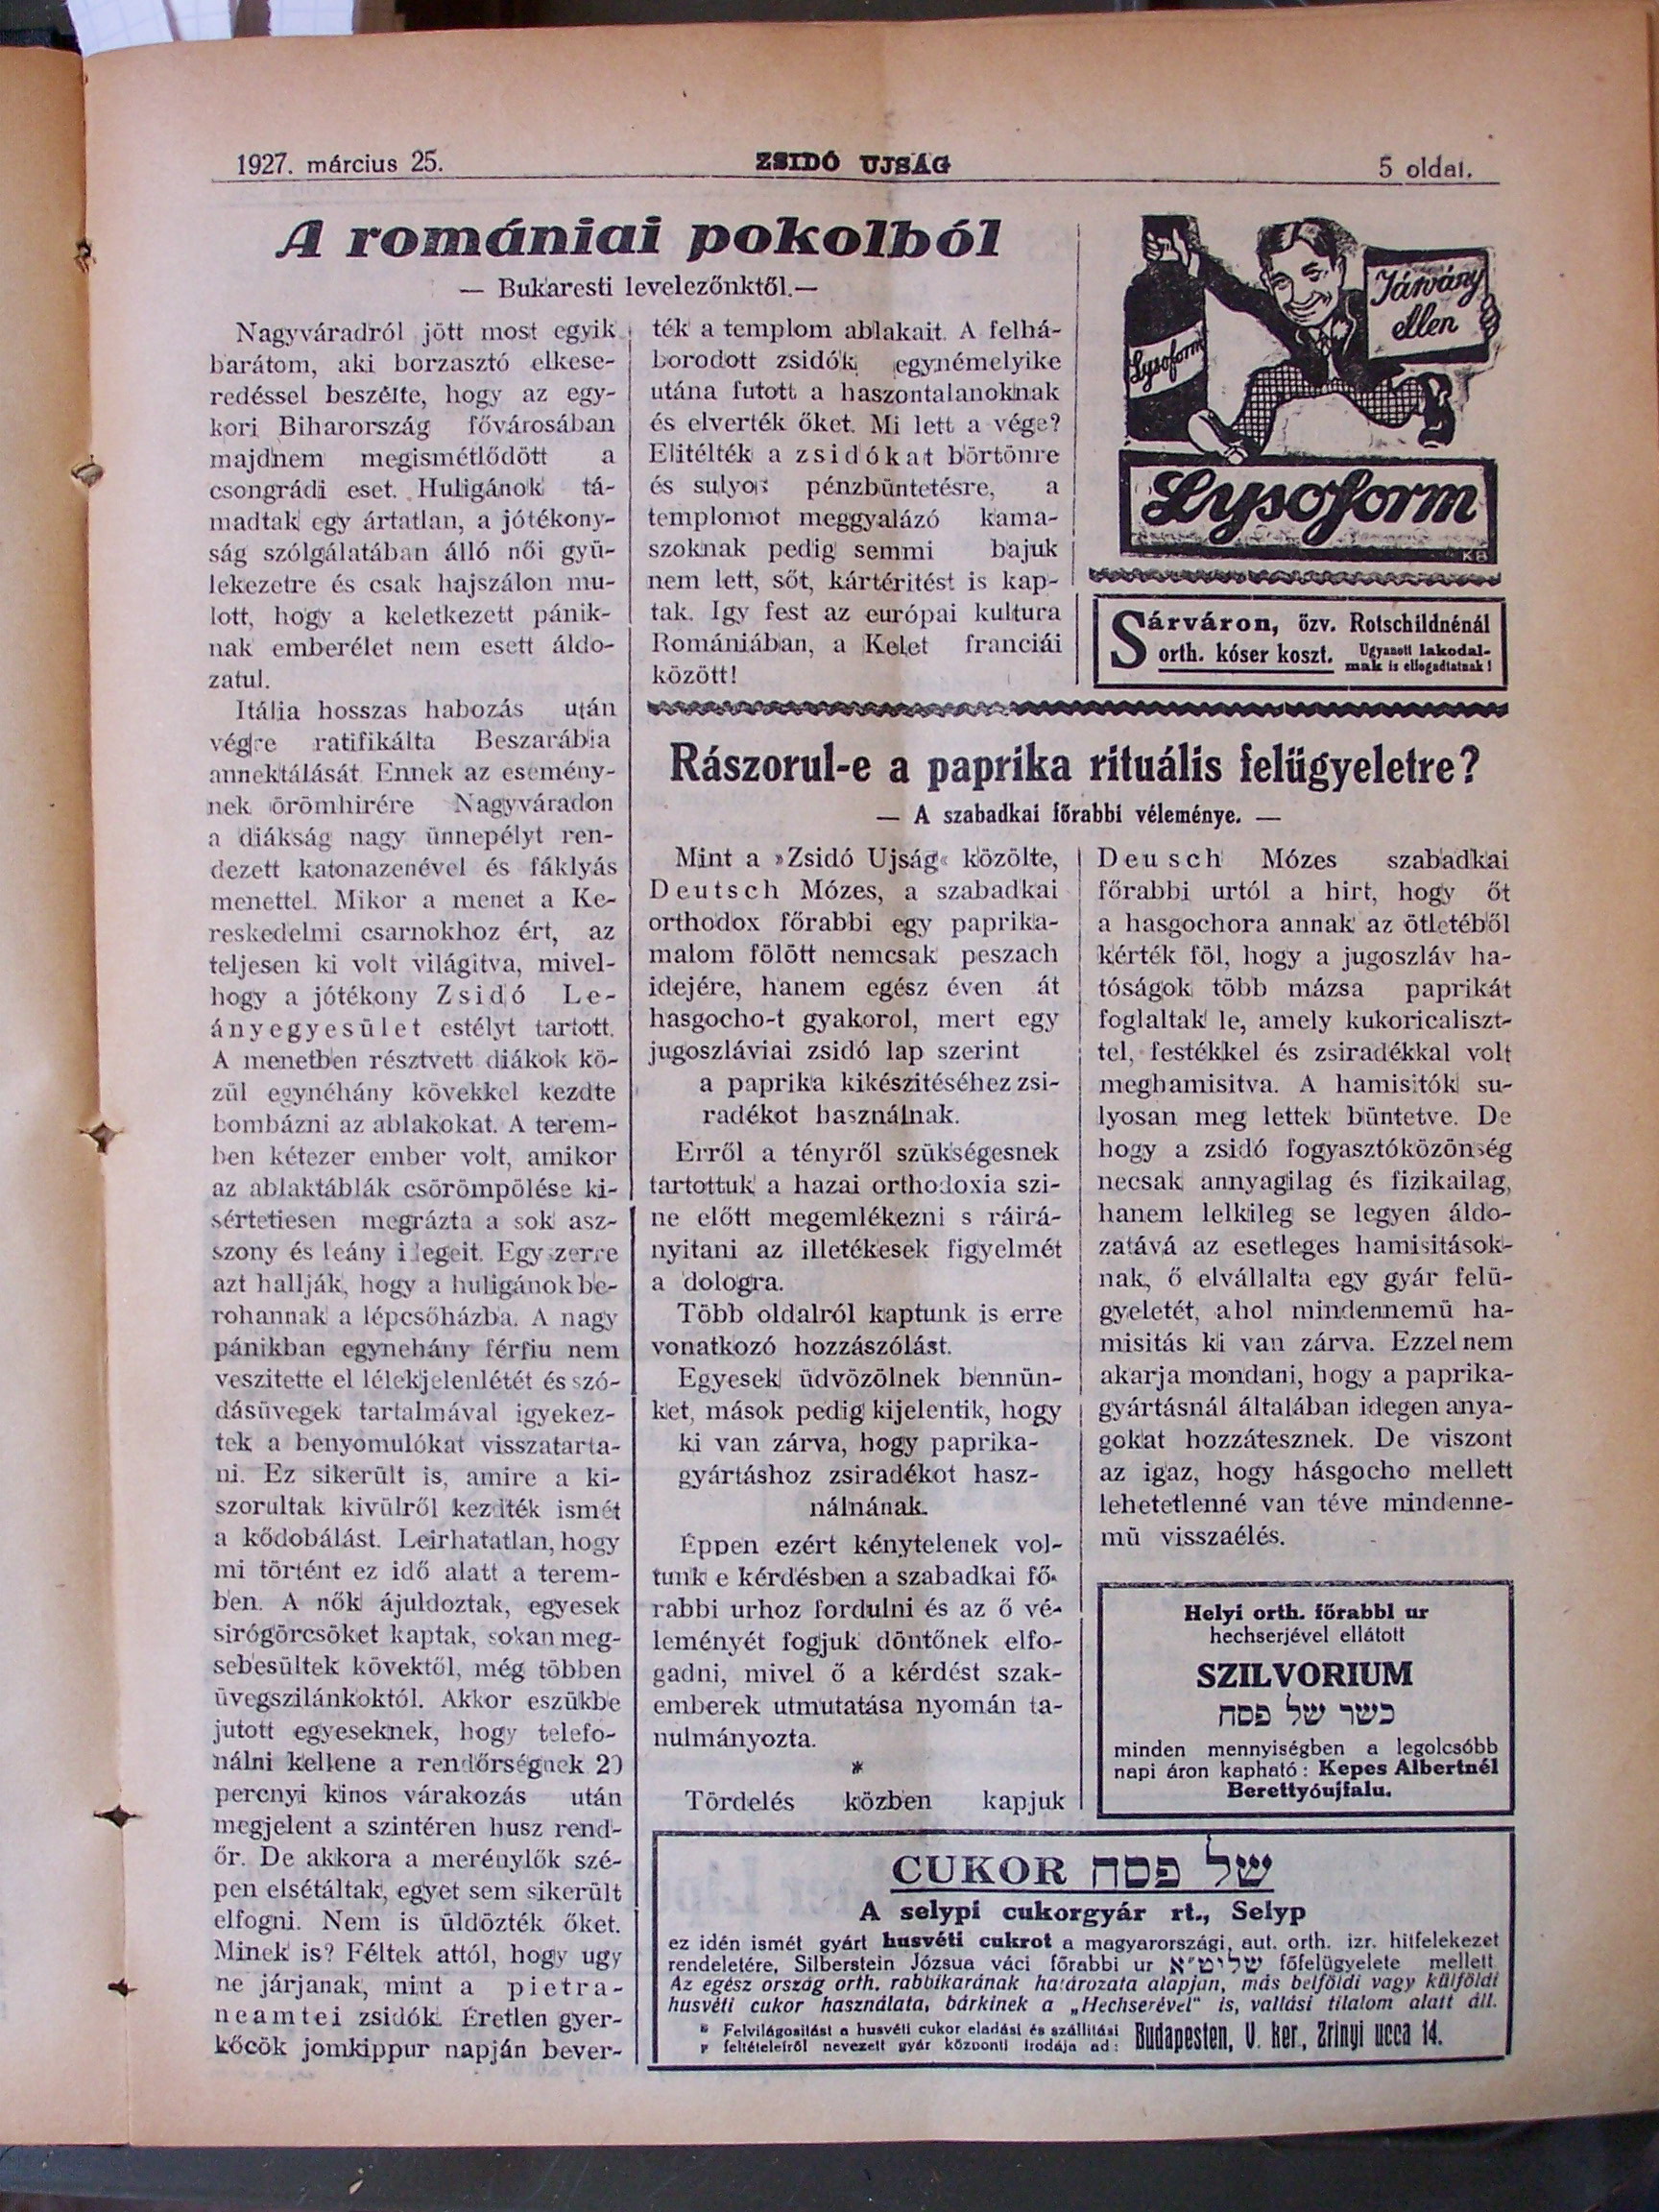 1927. március 25.
ZSIDÓ UJSÁG
5 oldal.
A romániai pokolból
— Bukaresti levelezőnktől.—
Nagyváradról jött most egyik
barátom, aki borzasztó elkese-
redéssel beszélte, hogy az egy-
kori Biharország fővárosában
majdnem megismétlődött a
csongrádi eset. Huligánok tá-
madtak egy ártatlan, a jótékony-
ság szólgálatában álló női gyü-
lekezetre és csak hajszálon mu-
lott, hogy a keletkezett pánik-
nak emberélet nem esett áldo-
zatul.
Itália hosszas habozás után
végre ratifikálta Beszarábia
annektálását. Ennek az esemény-
nek örömhirére Nagyváradon
a diákság nagy ünnepélyt ren-
dezett katonazenével és fáklyás
menettel. Mikor a menet a Ke-
reskedelmi csarnokhoz ért, az
teljesen ki volt világitva, mivel-
hogy a jótékony Zsidó Le-
ányegyesület estélyt tartott.
A menetben résztvett diákok kö-
zül egynéhány kövekkel kezdte
bombázni az ablakokat. A terem-
ben kétezer ember volt, amikor
az ablaktáblák csörömpölése ki-
sértetiesen megrázta a sok asz-
szony és leány idegeit. Egyszerre
azt hallják, hogy a huligánok be-
rohannak a lépcsőházba. A nagy
pánikban egynehány férfiu nem
veszitette el lélekjelenlétét és szó-
dásüvegek tartalmával igyekez-
tek a benyomulókat visszatarta-
ni. Ez sikerült is, amire a ki-
szorultak kivülről kezdték ismét
a kődobálást. Leirhatatlan, hogy
mi történt ez idő alatt a terem-
ben. A nők ájuldoztak, egyesek
sirógörcsöket kaptak, sokan meg-
sebesültek kövektől, még többen
üvegszilánkoktól. Akkor eszükbe
jutott egyeseknek, hogy telefo-
nálni kellene a rendőrségnek 20
percnyi kinos várakozás után
megjelent a szintéren husz rend-
őr. De akkora a merénylők szé-
pen elsétáltak, egyet sem sikerült
elfogni. Nem is üldözték őket.
Minek is? Féltek attól, hogy ugy
ne járjanak, mint a pietra-
neamtei zsidók. Éretlen gyer-
kőcök jomkippur napján bever-
ték a templom ablakait. A felhá-
borodott zsidók egynémelyike
utána futott a haszontalanoknak
és elverték őket. Mi lett a vége?
Elitélték a zsidókat börtönre
és sulyos pénzbüntetésre, a
templomot meggyalázó kama-
szoknak pedig semmi bajuk
nem lett, sőt, kártéritést is kap-
tak. Igy fest az európai kultura
Romániában, a Kelet franciái
között!
Járvány
ellen
Lysoform
Lysoform
KB
Sárváron, özv. Rotschildnénál
orth. kóser koszt. Ugyanott lakodal-
mak is elfogadtatnak!
Rászorul-e a paprika rituális felügyeletre?
— A szabadkai főrabbi véleménye. —
Mint a »Zsidó Ujság« közölte,
Deutsch Mózes, a szabadkai
orthodox főrabbi egy paprika-
malom fölött nemcsak peszach
idejére, hanem egész éven át
hasgocho-t gyakorol, mert egy
jugoszláviai zsidó lap szerint
a paprika kikészitéséhez zsi-
radékot használnak.
Erről a tényről szükségesnek
tartottuk a hazai orthodoxia szi-
ne előtt megemlékezni s ráirá-
nyitani az illetékesek figyelmét
a dologra.
Több oldalról kaptunk is erre
vonatkozó hozzászólást.
Egyesek üdvözölnek bennün-
ket, mások pedig kijelentik, hogy
ki van zárva, hogy paprika-
gyártáshoz zsiradékot hasz-
nálnának.
Éppen ezért kénytelenek vol-
tunk e kérdésben a szabadkai fő-
rabbi urhoz fordulni és az ő vé-
leményét fogjuk döntőnek elfo-
gadni, mivel ő a kérdést szak-
emberek utmutatása nyomán ta-
nulmányozta.
*
Tördelés közben kapjuk
Deusch Mózes szabadkai
főrabbi urtól a hirt, hogy őt
a hasgochora annak az ötletéből
kérték föl, hogy a jugoszláv ha-
tóságok több mázsa paprikát
foglaltak le, amely kukoricaliszt-
tel, festékkel és zsiradékkal volt
meghamisitva. A hamisitók su-
lyosan meg lettek büntetve. De
hogy a zsidó fogyasztóközönség
necsak annyagilag és fizikailag,
hanem lelkileg se legyen áldo-
zatává az esetleges hamisitások-
nak, ő elvállalta egy gyár felü-
gyeletét, ahol mindennemü ha-
misitás ki van zárva. Ezzel nem
akarja mondani, hogy a paprika-
gyártásnál általában idegen anya-
gokat hozzátesznek. De viszont
az igaz, hogy hásgocho mellett
lehetetlenné van téve mindenne-
mü visszaélés.
Helyi orth. főrabbi ur
hechserjével ellátott
SZILVORIUM
כשר של פסח
minden mennyiségben a legolcsóbb
napi áron kapható: Kepes Albertnél
Berettyóujfalu.
CUKOR של פסח
A selypi cukorgyár rt., Selyp
ez idén ismét gyárt husvéti cukrot a magyarországi, aut. orth. izr. hitfelekezet
rendeletére, Silberstein Józsua váci főrabbi ur שליט"א főfelügyelete mellett
Az egész ország orth. rabbikarának határozata alapján, más belföldi vagy külföldi
husvéti cukor használata, bárkinek a „Hechserével" is, vallási tilalom alatt áll.
Felvilágositást a husvéti cukor eladási és szállitási
feltételeiről nevezett gyár központi irodája ad: Budapesten, V. ker., Zrinyi ucca 14.